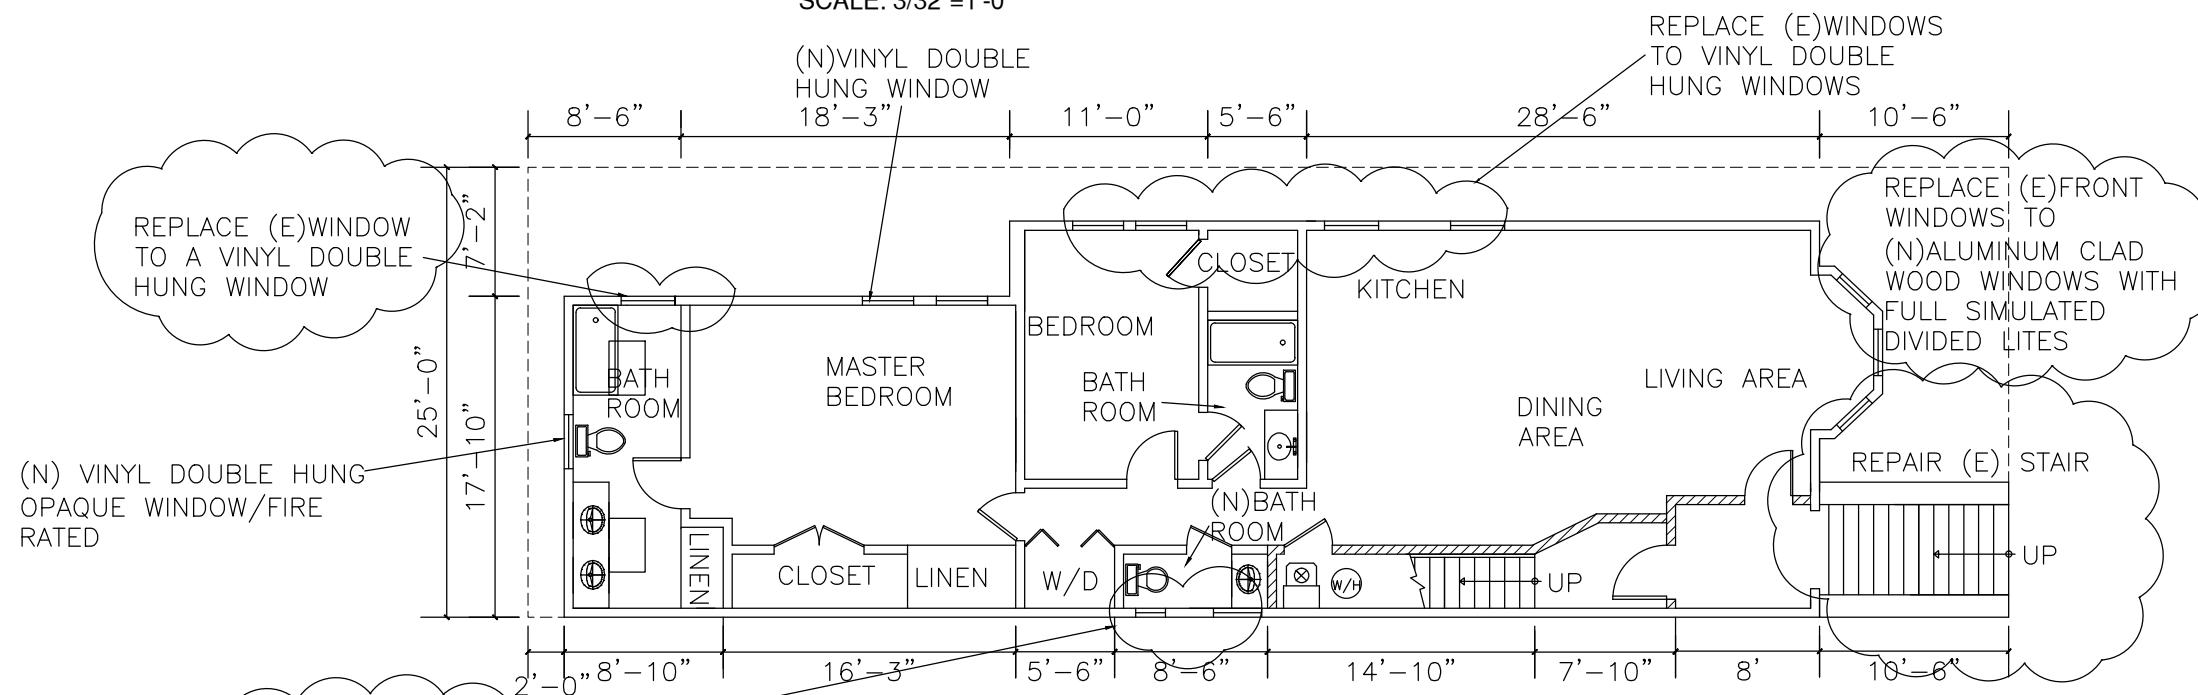 SCALE: 3/32"=1'-0"
REPLACE (E)WINDOWS
TO VINYL DOUBLE
HUNG WINDOWS
(N)VINYL DOUBLE
HUNG WINDOW
8'-6"
18'-3"
11'-0"
5'-6"
28'-6"
10'-6"
REPLACE (E)WINDOW
TO A VINYL DOUBLE
HUNG WINDOW
7'-2"
25'-0"
17'-10"
REPLACE (E)FRONT
WINDOWS TO
(N)ALUMINUM CLAD
WOOD WINDOWS WITH
FULL SIMULATED
DIVIDED LITES
CLOSET
KITCHEN
BEDROOM
MASTER
BEDROOM
BATH
ROOM
BATH
ROOM
LIVING AREA
DINING
AREA
(N) VINYL DOUBLE HUNG
OPAQUE WINDOW/FIRE
RATED
REPAIR (E) STAIR
(N)BATH
ROOM
LINEN
CLOSET
LINEN
W/D
W/H
UP
UP
2'-0"
8'-10"
16'-3"
5'-6"
8'-6"
14'-10"
7'-10"
8'
10'-6"